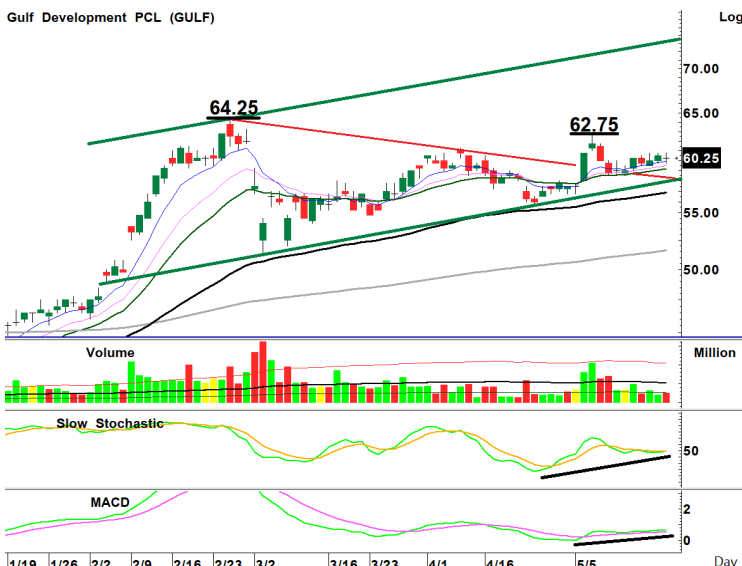 Gulf Development PCL (GULF)
Log
70.00
64.25
65.00
62.75
60.25
55.00
50.00
Volume
Million
Slow Stochastic
50
MACD
2
0
1/19 1/26 2/2 2/9 2/16 2/23 3/2 3/16 3/23 4/1 4/16 5/5 Day